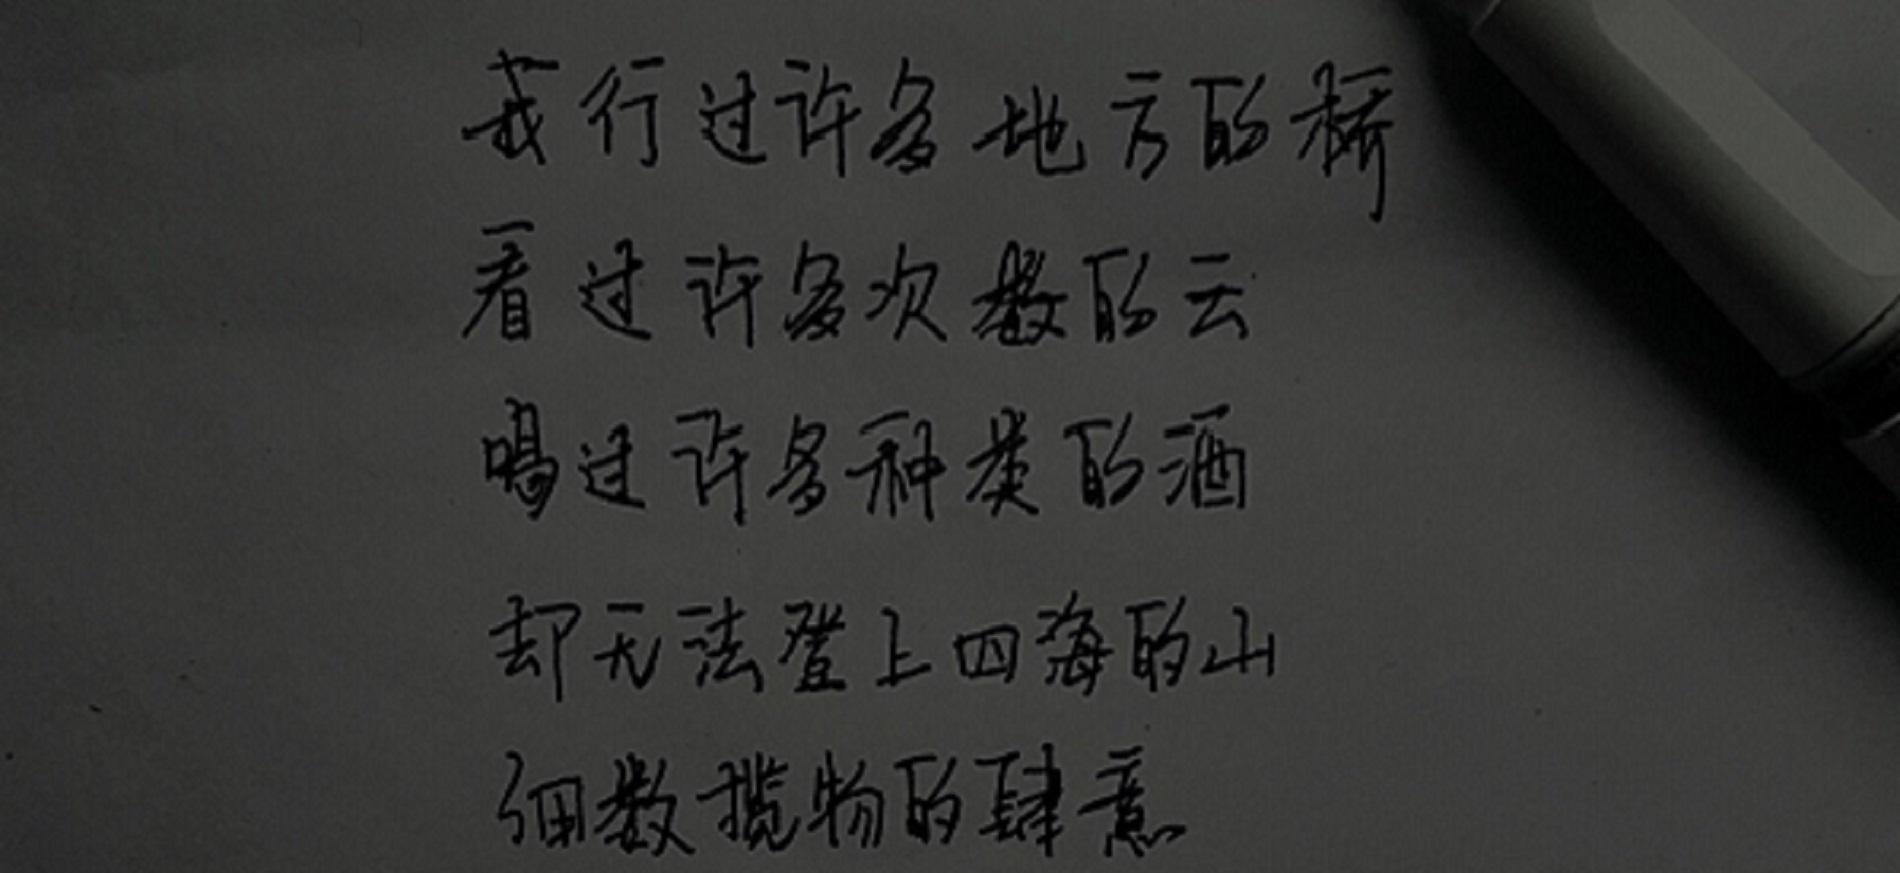 我行过许多地方的桥
看过许多次数的云
喝过许多种类的酒
却无法登上四海的山
细数揽物的肆意